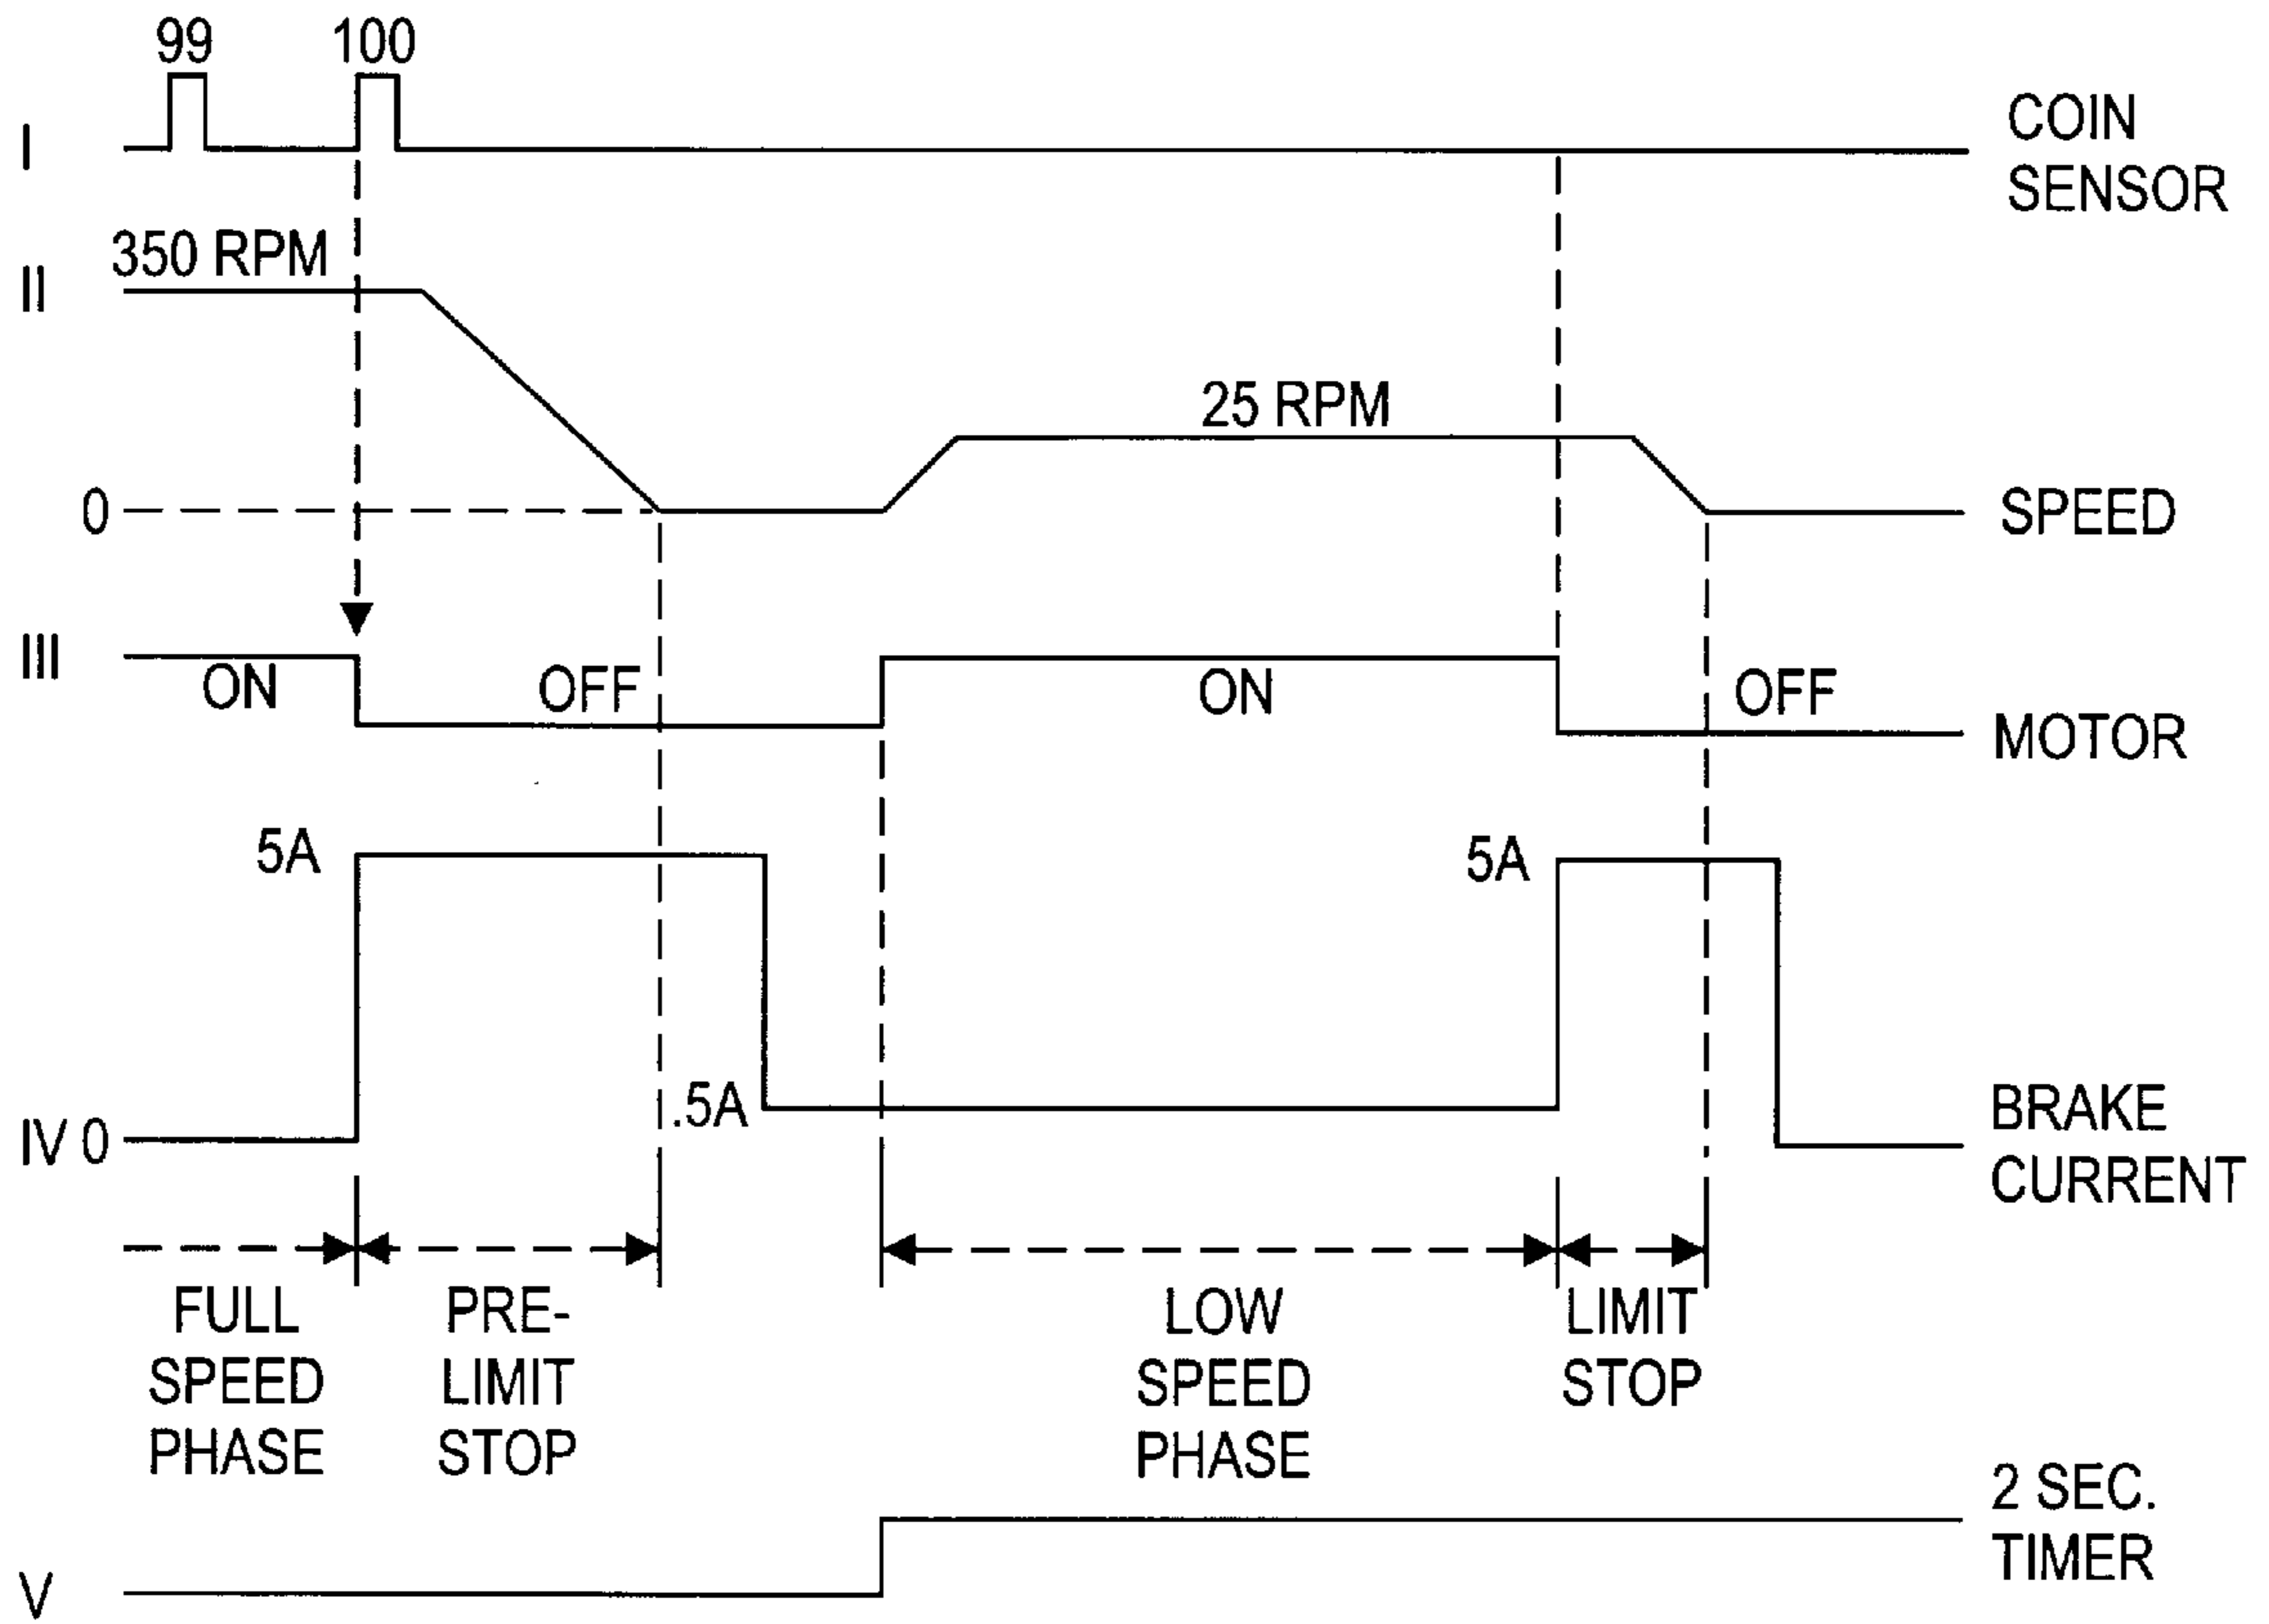 99
100
I
COIN
SENSOR
350 RPM
II
25 RPM
0
SPEED
III
ON
OFF
ON
OFF
MOTOR
5A
5A
.5A
IV 0
BRAKE
CURRENT
FULL
SPEED
PHASE
PRE-
LIMIT
STOP
LOW
SPEED
PHASE
LIMIT
STOP
2 SEC.
TIMER
V